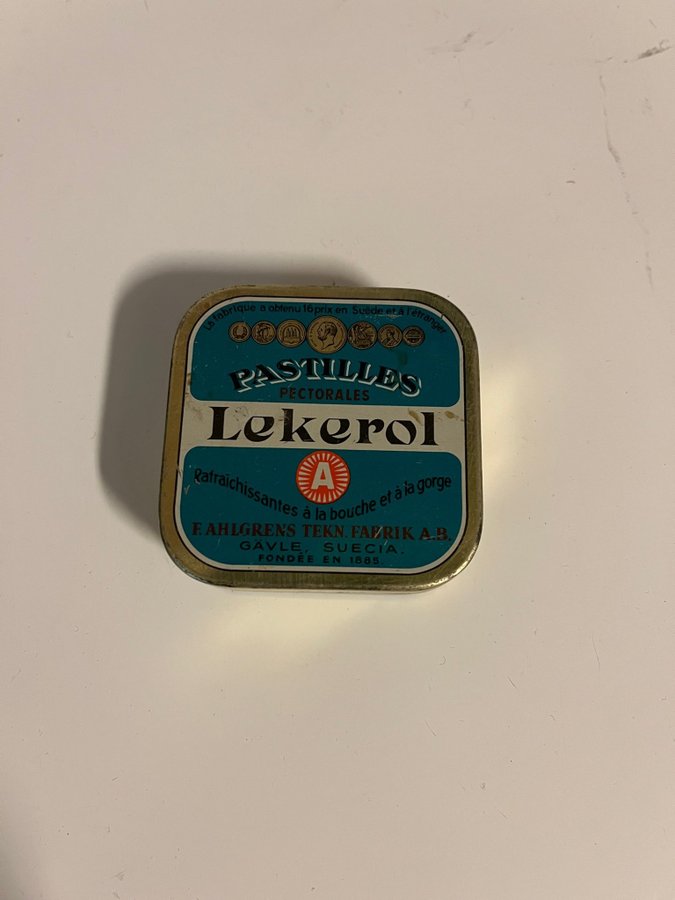 La fabrique a obtenu 16 prix en Suède et à l'étranger
PASTILLES
PECTORALES
Lekerol
A
Rafraîchissantes à la bouche et à la gorge
F. AHLGRENS TEKN. FABRIK A.B.
GÄVLE, SUECIA.
FONDÉE EN 1885